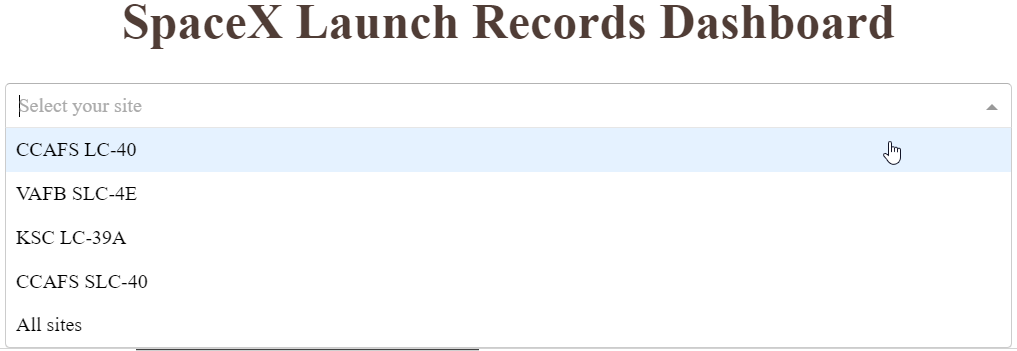 SpaceX Launch Records Dashboard
Select your site
CCAFS LC-40
VAFB SLC-4E
KSC LC-39A
CCAFS SLC-40
All sites